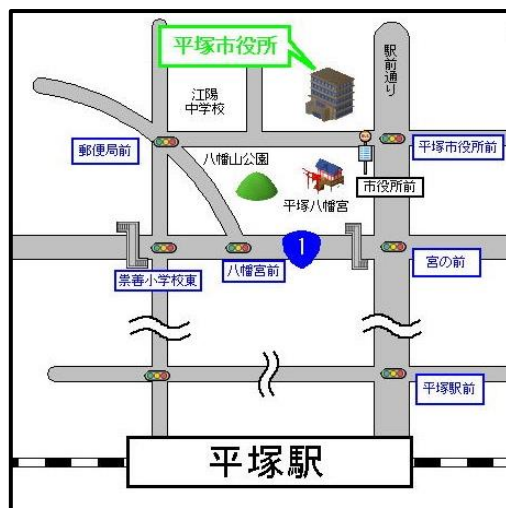 平塚市役所
駅前通り
江陽
中学校
郵便局前
八幡山公園
平塚市役所前
市役所前
平塚八幡宮
1
崇善小学校東
八幡宮前
宮の前
平塚駅前
平塚駅